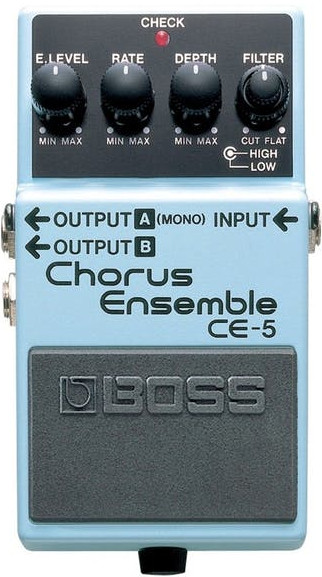 CHECK
E.LEVEL RATE DEPTH FILTER
MIN MAX MIN MAX MIN MAX CUT FLAT
HIGH
LOW
←OUTPUT A (MONO) INPUT←
←OUTPUT B
Chorus
Ensemble
CE-5
BOSS